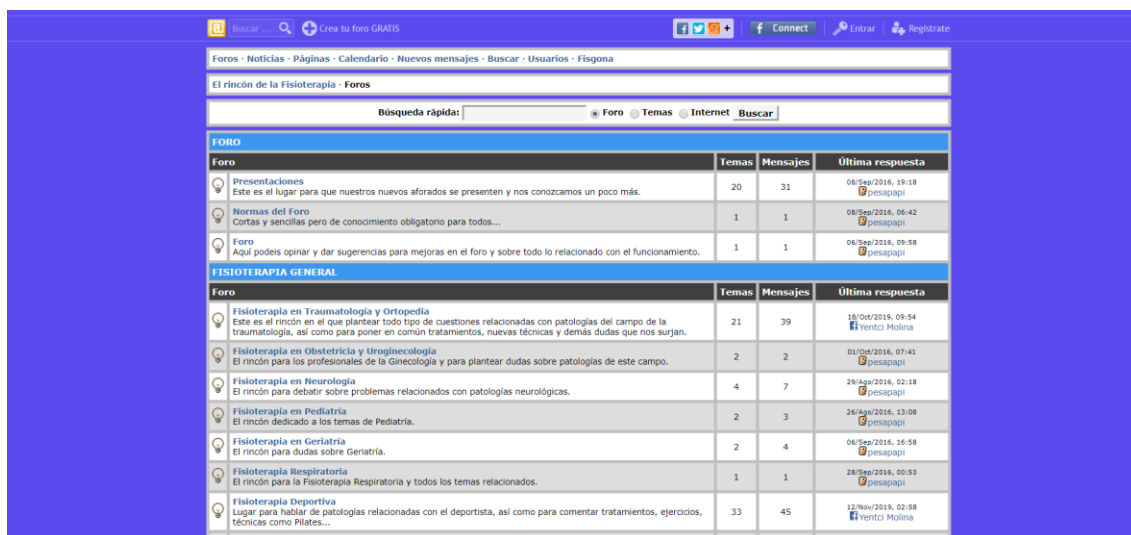 Buscar ...
Crea tu foro GRATIS
+
f Connect
Entrar
Regístrate
Foros · Noticias · Páginas · Calendario · Nuevos mensajes · Buscar · Usuarios · Fisgona
El rincón de la Fisioterapia · Foros
Búsqueda rápida: Foro Temas Internet Buscar
FORO
Foro Temas Mensajes Última respuesta
Presentaciones
Este es el lugar para que nuestros nuevos aforados se presenten y nos conozcamos un poco más.
20 31
08/Sep/2016, 19:18
pesapapi
Normas del Foro
Cortas y sencillas pero de conocimiento obligatorio para todos...
1 1
08/Sep/2016, 06:42
pesapapi
Foro
Aquí podeis opinar y dar sugerencias para mejoras en el foro y sobre todo lo relacionado con el funcionamiento.
1 1
06/Sep/2016, 09:58
pesapapi
FISIOTERAPIA GENERAL
Foro Temas Mensajes Última respuesta
Fisioterapia en Traumatología y Ortopedia
Este es el rincón en el que plantear todo tipo de cuestiones relacionadas con patologías del campo de la
traumatología, así como para poner en común tratamientos, nuevas técnicas y demás dudas que nos surjan.
21 39
18/Oct/2019, 09:54
Yentci Molina
Fisioterapia en Obstetricia y Uroginecología
El rincón para los profesionales de la Ginecología y para plantear dudas sobre patologías de este campo.
2 2
01/Oct/2016, 07:41
pesapapi
Fisioterapia en Neurología
El rincón para debatir sobre problemas relacionados con patologías neurológicas.
4 7
29/Ago/2016, 02:18
pesapapi
Fisioterapia en Pediatría
El rincón dedicado a los temas de Pediatría.
2 3
26/Ago/2016, 13:08
pesapapi
Fisioterapia en Geriatría
El rincón para dudas sobre Geriatría.
2 4
06/Sep/2016, 16:58
pesapapi
Fisioterapia Respiratoria
El rincón para la Fisioterapia Respiratoria y todos los temas relacionados.
1 1
28/Sep/2016, 00:53
pesapapi
Fisioterapia Deportiva
Lugar para hablar de patologías relacionadas con el deportista, así como para comentar tratamientos, ejercicios,
técnicas como Pilates...
33 45
12/Nov/2019, 02:58
Yentci Molina